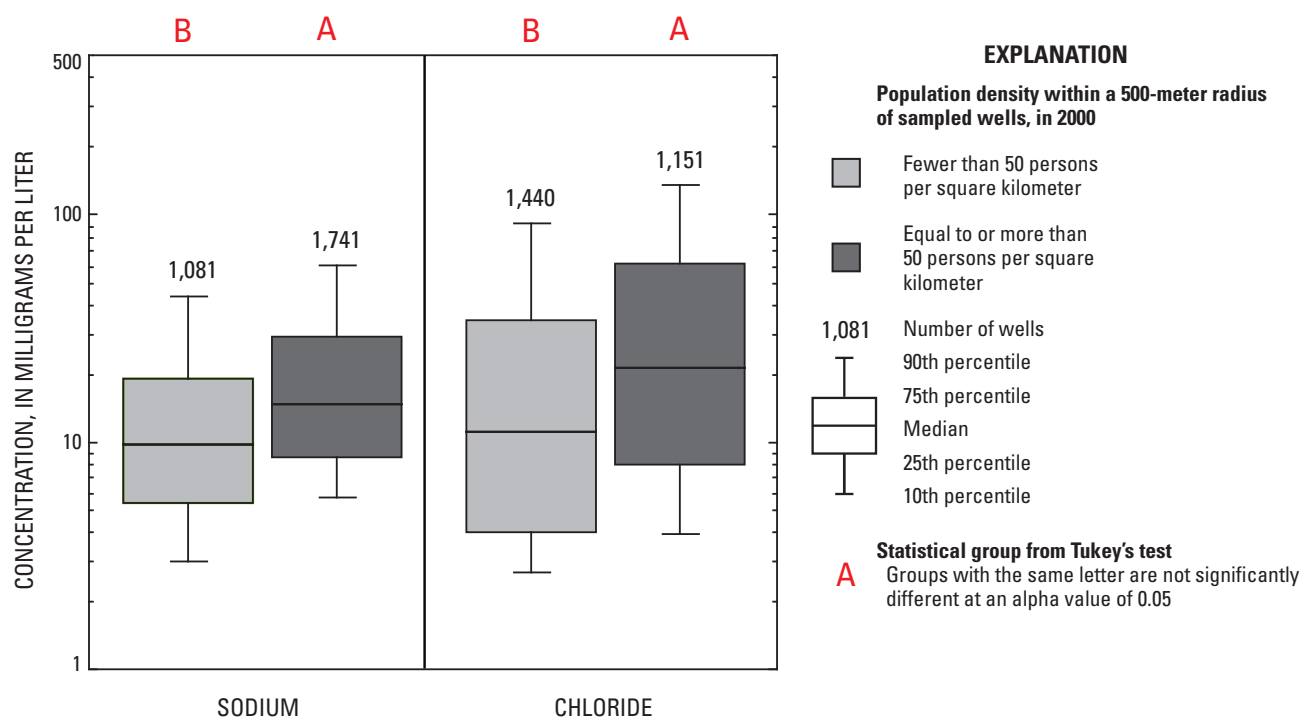 B
A
B
A
500
100
10
1
CONCENTRATION, IN MILLIGRAMS PER LITER
1,081
1,741
1,440
1,151
SODIUM
CHLORIDE
EXPLANATION
Population density within a 500-meter radius
of sampled wells, in 2000
Fewer than 50 persons
per square kilometer
Equal to or more than
50 persons per square
kilometer
1,081
Number of wells
90th percentile
75th percentile
Median
25th percentile
10th percentile
Statistical group from Tukey's test
A
Groups with the same letter are not significantly
different at an alpha value of 0.05